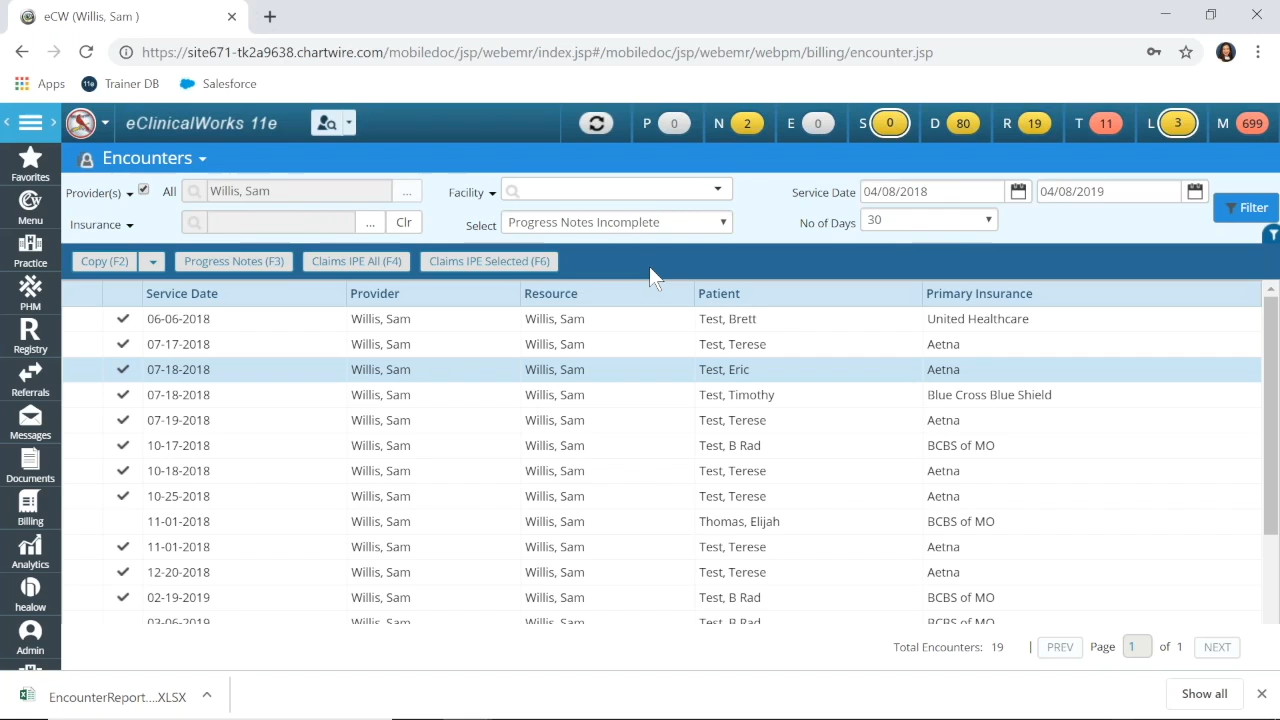 eCW (Willis, Sam )
https://site671-tk2a9638.chartwire.com/mobiledoc/jsp/webemr/index.jsp#/mobiledoc/jsp/webemr/webpm/billing/encounter.jsp
Apps 11e Trainer DB Salesforce
eClinicalWorks 11e P 0 N 2 E 0 S 0 D 80 R 19 T 11 L 3 M 699
Encounters
Provider(s) All Willis, Sam ... Facility Service Date 04/08/2018 04/08/2019 Filter
Insurance ... Clr Select Progress Notes Incomplete No of Days 30
Copy (F2) Progress Notes (F3) Claims IPE All (F4) Claims IPE Selected (F6)
Service Date Provider Resource Patient Primary Insurance
06-06-2018 Willis, Sam Willis, Sam Test, Brett United Healthcare
07-17-2018 Willis, Sam Willis, Sam Test, Terese Aetna
07-18-2018 Willis, Sam Willis, Sam Test, Eric Aetna
07-18-2018 Willis, Sam Willis, Sam Test, Timothy Blue Cross Blue Shield
07-19-2018 Willis, Sam Willis, Sam Test, Terese Aetna
10-17-2018 Willis, Sam Willis, Sam Test, B Rad BCBS of MO
10-18-2018 Willis, Sam Willis, Sam Test, Terese Aetna
10-25-2018 Willis, Sam Willis, Sam Test, Terese Aetna
11-01-2018 Willis, Sam Willis, Sam Thomas, Elijah BCBS of MO
11-01-2018 Willis, Sam Willis, Sam Test, Terese Aetna
12-20-2018 Willis, Sam Willis, Sam Test, Terese Aetna
02-19-2019 Willis, Sam Willis, Sam Test, B Rad BCBS of MO
03-06-2019 Willis, Sam Willis, Sam Test, B Rad BCBS of MO
Total Encounters: 19 | PREV Page 1 of 1 NEXT
Favorites
Menu
Practice
PHM
Registry
Referrals
Messages
Documents
Billing
Analytics
healow
Admin
EncounterReport....XLSX Show all